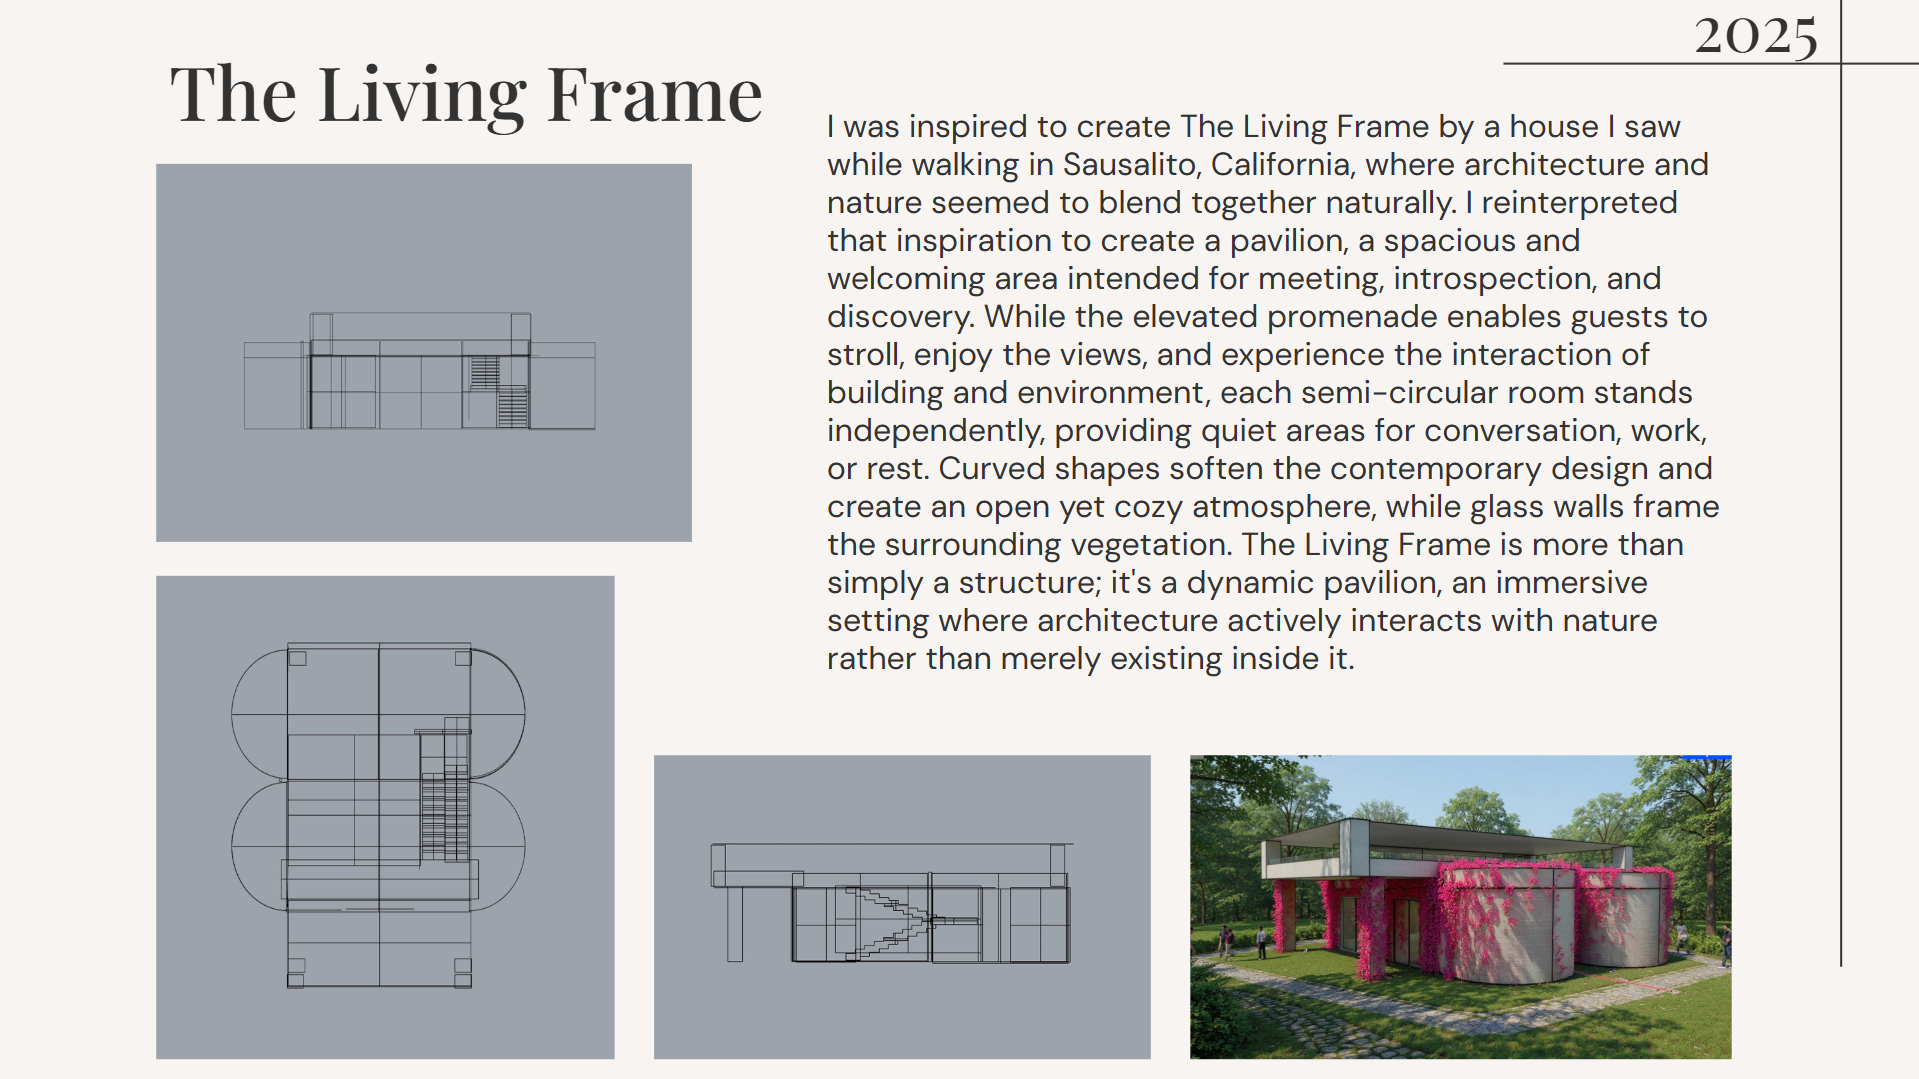 2025
The Living Frame
I was inspired to create The Living Frame by a house I saw
while walking in Sausalito, California, where architecture and
nature seemed to blend together naturally. I reinterpreted
that inspiration to create a pavilion, a spacious and
welcoming area intended for meeting, introspection, and
discovery. While the elevated promenade enables guests to
stroll, enjoy the views, and experience the interaction of
building and environment, each semi-circular room stands
independently, providing quiet areas for conversation, work,
or rest. Curved shapes soften the contemporary design and
create an open yet cozy atmosphere, while glass walls frame
the surrounding vegetation. The Living Frame is more than
simply a structure; it's a dynamic pavilion, an immersive
setting where architecture actively interacts with nature
rather than merely existing inside it.